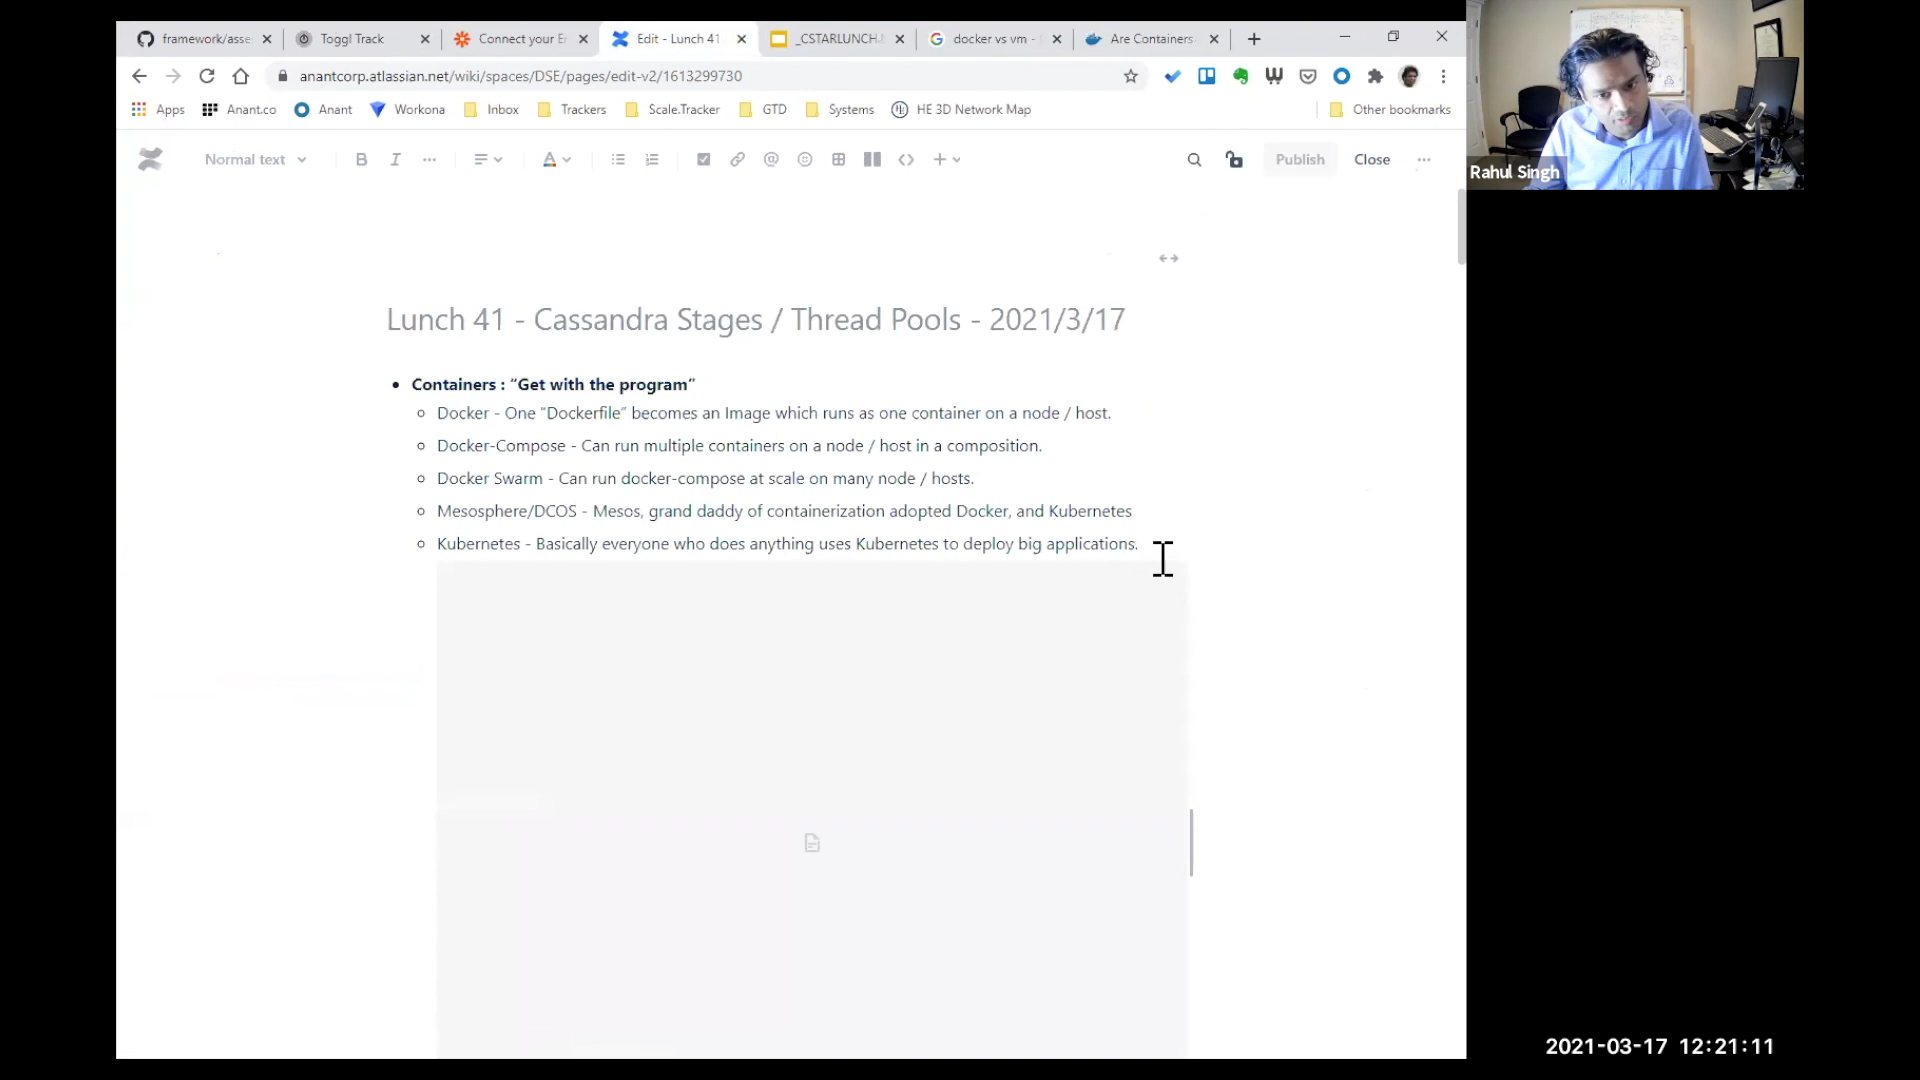 framework/asse
Toggl Track
Connect your Er
Edit - Lunch 41
_CSTARLUNCH.
docker vs vm -
Are Containers
anantcorp.atlassian.net/wiki/spaces/DSE/pages/edit-v2/1613299730
Apps
Anant.co
Anant
Workona
Inbox
Trackers
Scale.Tracker
GTD
Systems
HE 3D Network Map
Other bookmarks
Normal text
Publish
Close
Rahul Singh
Lunch 41 - Cassandra Stages / Thread Pools - 2021/3/17
Containers : “Get with the program”
Docker - One “Dockerfile” becomes an Image which runs as one container on a node / host.
Docker-Compose - Can run multiple containers on a node / host in a composition.
Docker Swarm - Can run docker-compose at scale on many node / hosts.
Mesosphere/DCOS - Mesos, grand daddy of containerization adopted Docker, and Kubernetes
Kubernetes - Basically everyone who does anything uses Kubernetes to deploy big applications.
2021-03-17 12:21:11